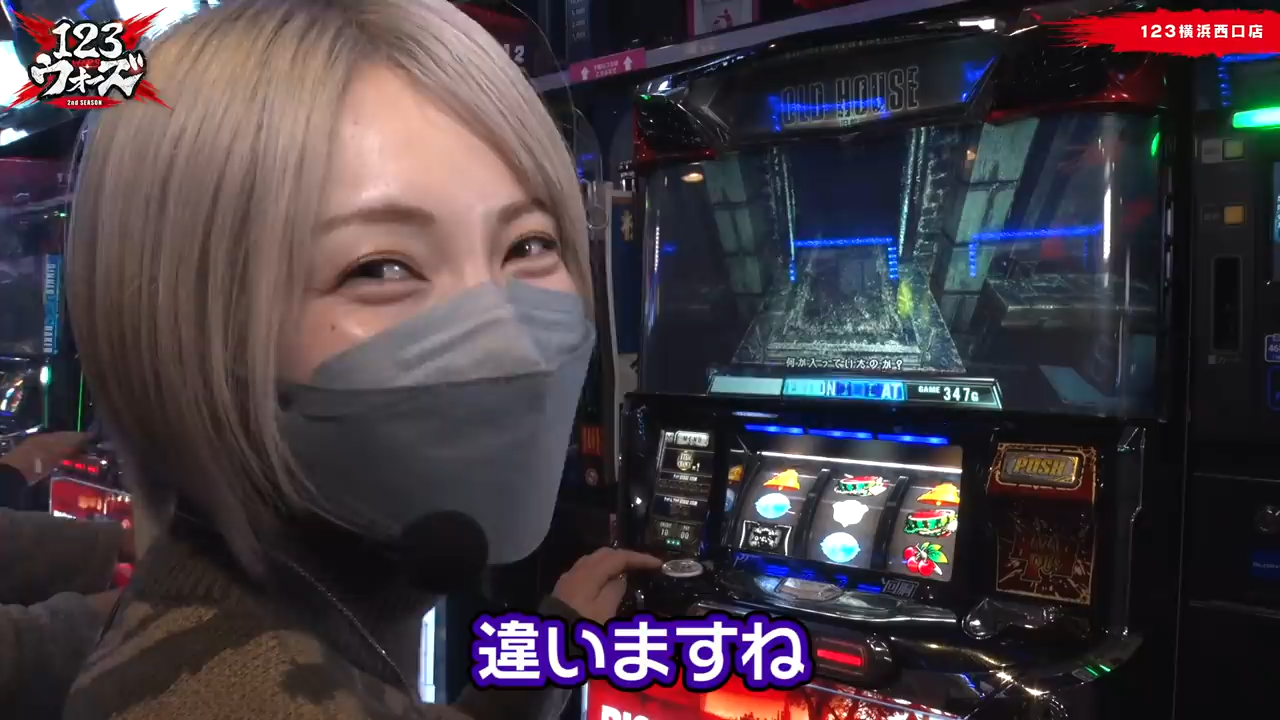 123
ウォーズ
2nd SEASON
123横浜西口店
OLD HOUSE
何が入っていたのか?
AT
GAME 347G
PUSH
違いますね